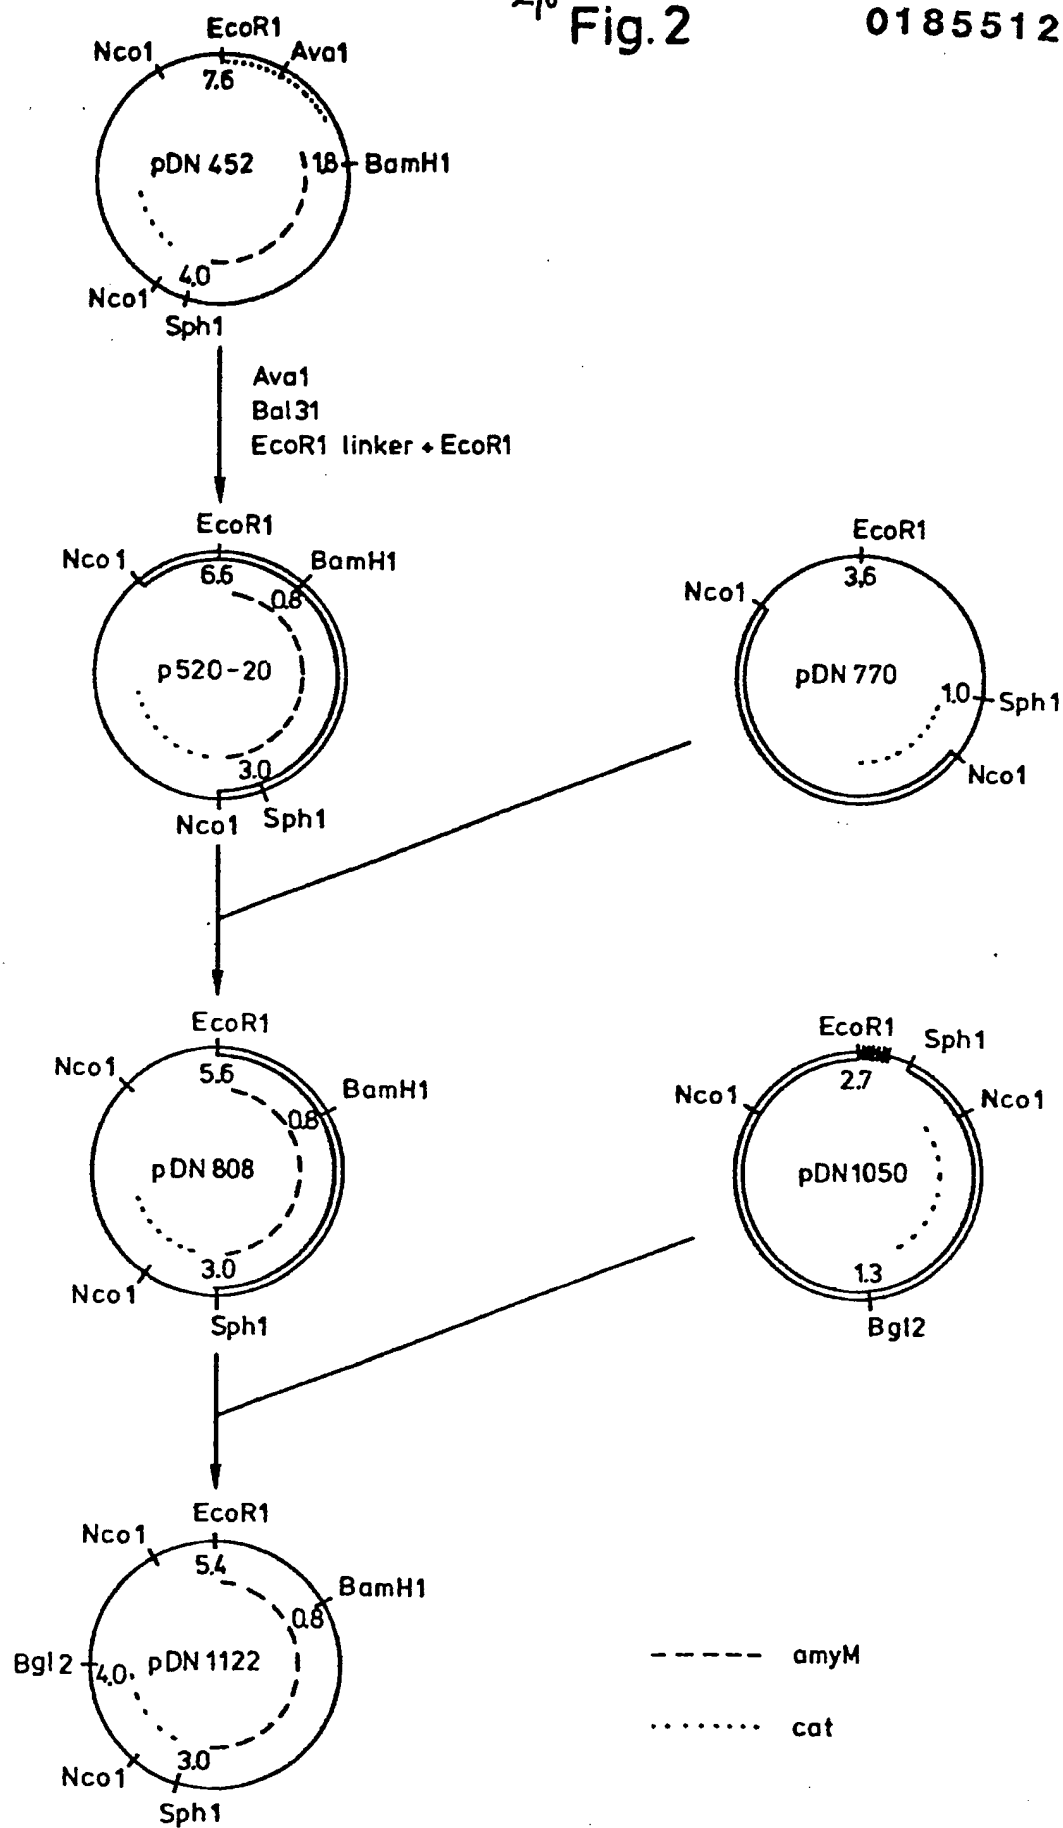 Fig. 2
0185512
EcoR1
Nco1
Ava1
7.6
pDN 452
1.8
BamH1
4.0
Nco1
Sph1
Ava1
Bal31
EcoR1 linker + EcoR1
EcoR1
Nco1
BamH1
6.6
0.8
p520-20
3.0
Nco1
Sph1
EcoR1
3,6
Nco1
pDN 770
1.0
Sph1
Nco1
EcoR1
Nco1
5.6
BamH1
0.8
pDN 808
3.0
Nco1
Sph1
EcoR1
Sph1
2.7
Nco1
Nco1
pDN1050
1.3
Bgl2
EcoR1
Nco1
5.4
BamH1
0.8
Bgl2
4.0
pDN 1122
3.0
Nco1
Sph1
amyM
cat